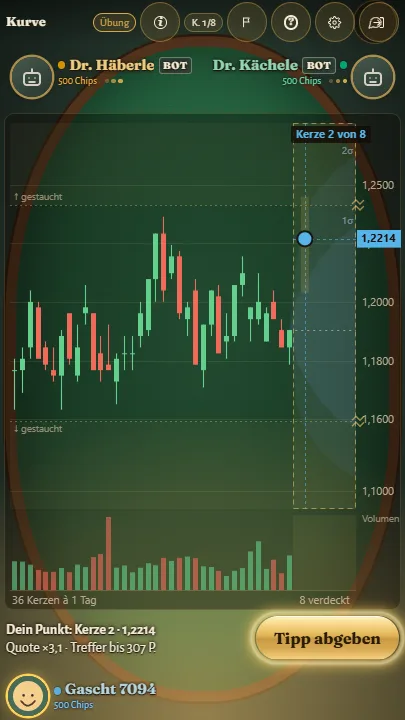 Kurve
Übung
K. 1/8
Dr. Häberle BOT
500 Chips
Dr. Kächele BOT
500 Chips
Kerze 2 von 8
2σ
1,2500
↑ gestaucht
1σ
1,2214
1,2000
1,1800
1,1600
↓ gestaucht
1,1000
Volumen
36 Kerzen à 1 Tag
8 verdeckt
Dein Punkt: Kerze 2 · 1,2214
Quote ×3,1 · Treffer bis 307 P.
Tipp abgeben
Gascht 7094
500 Chips